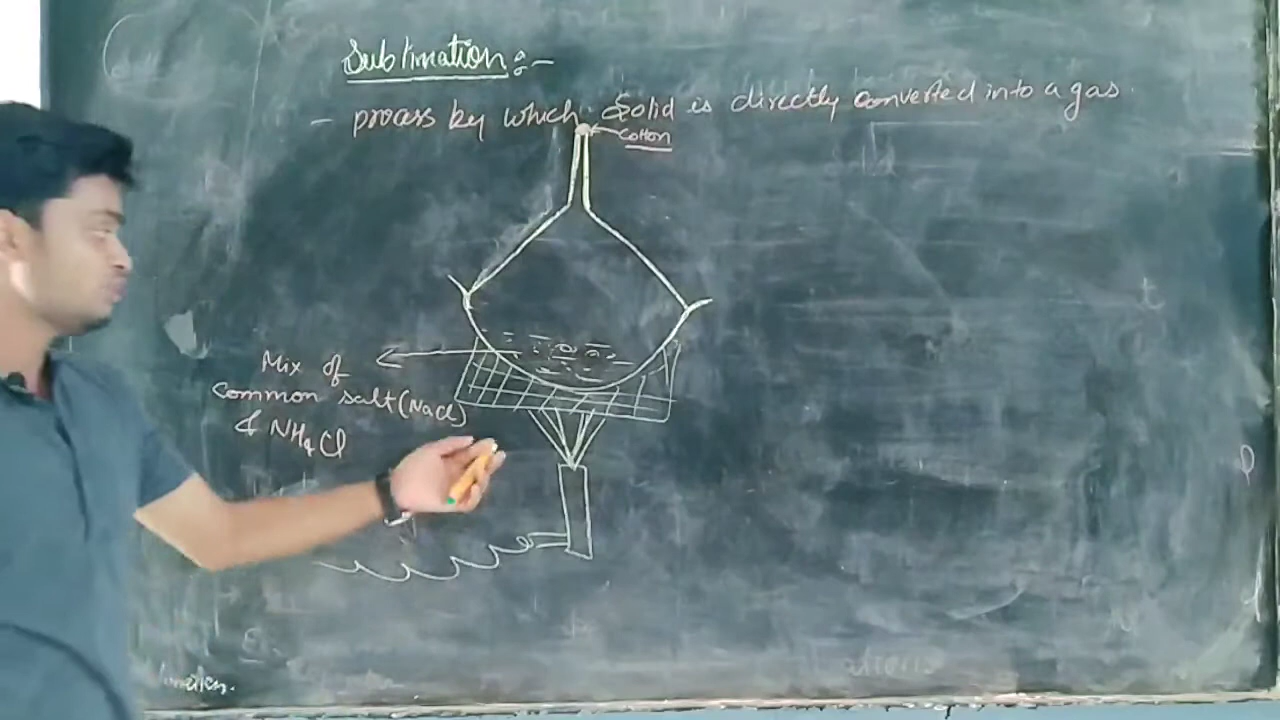 Sublimation :-
- process by which Solid is directly converted into a gas.
Cotton
Mix of
common salt (NaCl)
& NH4Cl